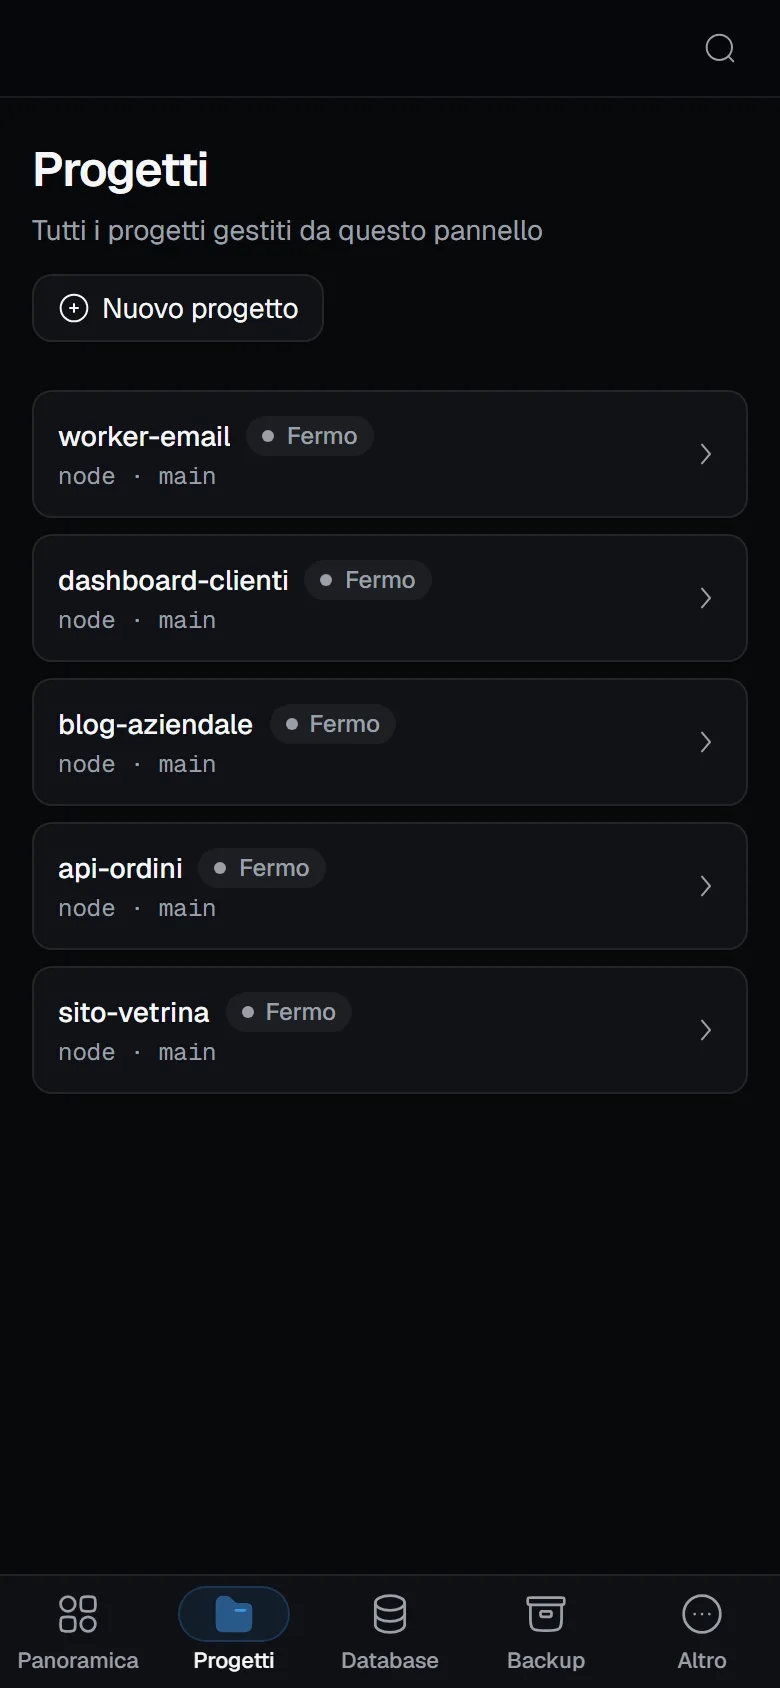 Progetti
Tutti i progetti gestiti da questo pannello
Nuovo progetto
worker-email Fermo
node · main
dashboard-clienti Fermo
node · main
blog-aziendale Fermo
node · main
api-ordini Fermo
node · main
sito-vetrina Fermo
node · main
Panoramica Progetti Database Backup Altro